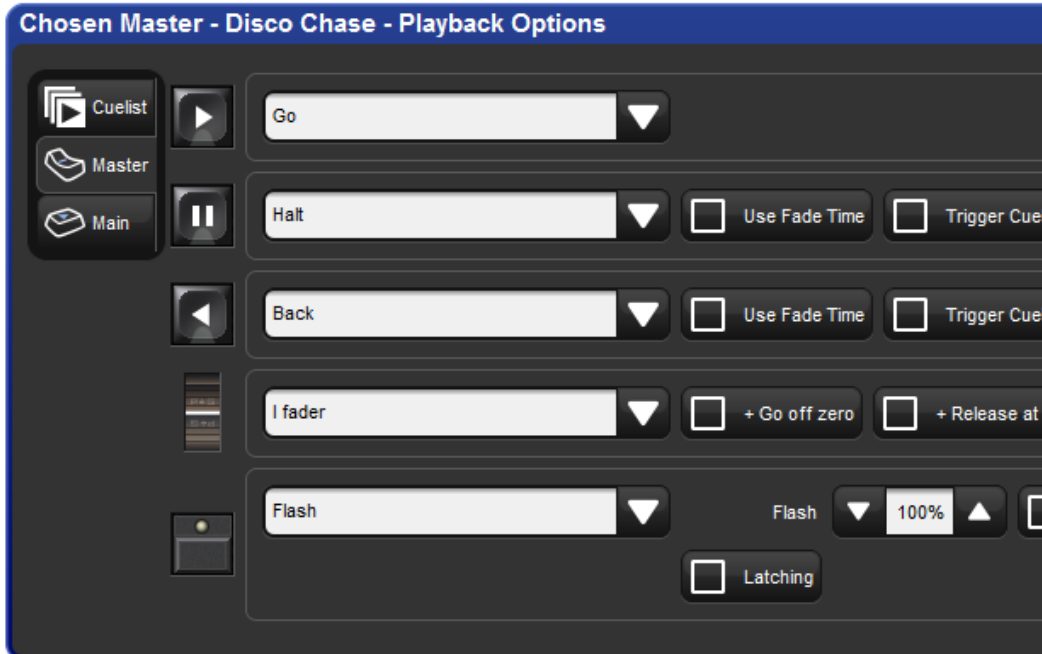 Chosen Master - Disco Chase - Playback Options
Cuelist
Master
Main
Go
Halt
Use Fade Time
Trigger Cue
Back
Use Fade Time
Trigger Cue
I fader
+ Go off zero
+ Release at
Flash
Flash
100%
Latching